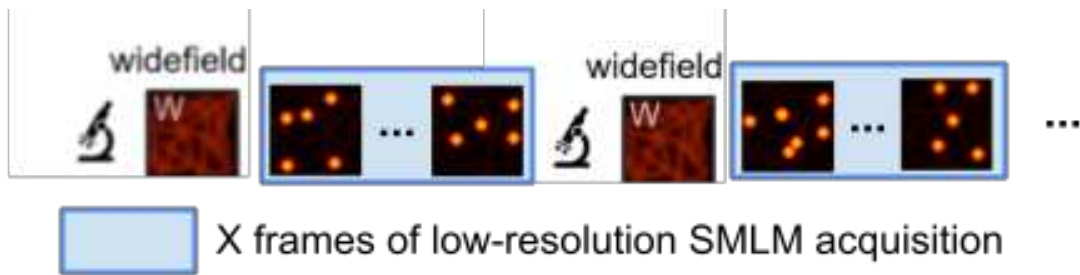 widefield
W
...
widefield
W
...
...
X frames of low-resolution SMLM acquisition